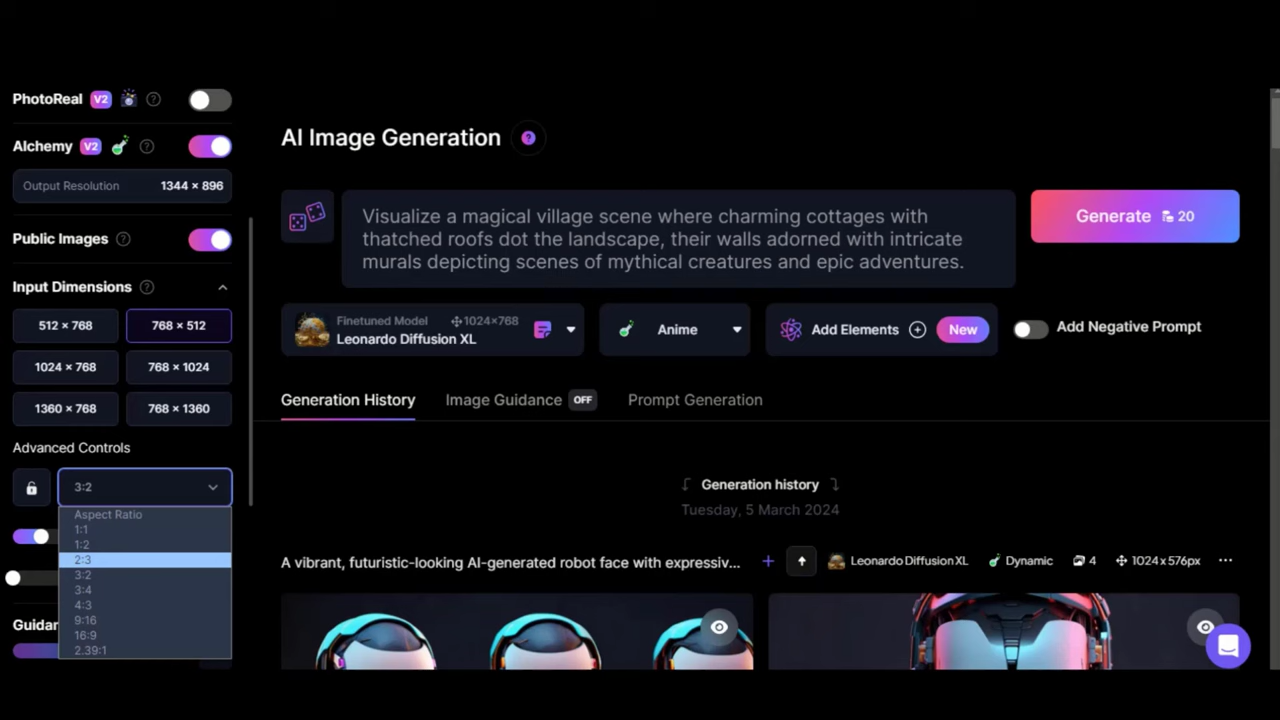 PhotoReal V2
Alchemy V2
Output Resolution 1344 × 896
Public Images
Input Dimensions
512 × 768
768 × 512
1024 × 768
768 × 1024
1360 × 768
768 × 1360
Advanced Controls
3:2
Aspect Ratio
1:1
1:2
2:3
3:2
3:4
4:3
9:16
16:9
2.39:1
Guidan
AI Image Generation
Visualize a magical village scene where charming cottages with
thatched roofs dot the landscape, their walls adorned with intricate
murals depicting scenes of mythical creatures and epic adventures.
Generate 20
Finetuned Model 1024×768
Leonardo Diffusion XL
Anime
Add Elements New
Add Negative Prompt
Generation History
Image Guidance OFF
Prompt Generation
Generation history
Tuesday, 5 March 2024
A vibrant, futuristic-looking AI-generated robot face with expressiv...
Leonardo Diffusion XL
Dynamic
4
1024x576px